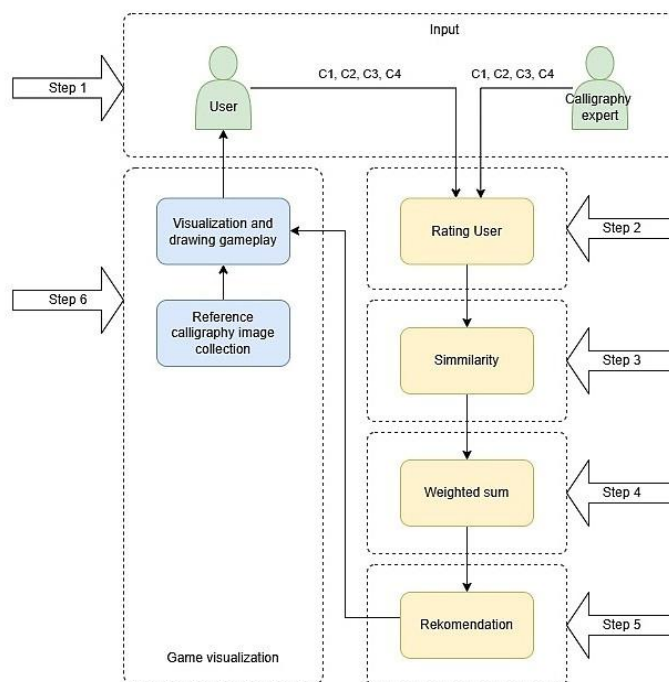 Input
Step 1
User
C1, C2, C3, C4
C1, C2, C3, C4
Calligraphy
expert
Visualization and
drawing gameplay
Rating User
Step 2
Step 6
Reference
calligraphy image
collection
Simmilarity
Step 3
Weighted sum
Step 4
Rekomendation
Step 5
Game visualization